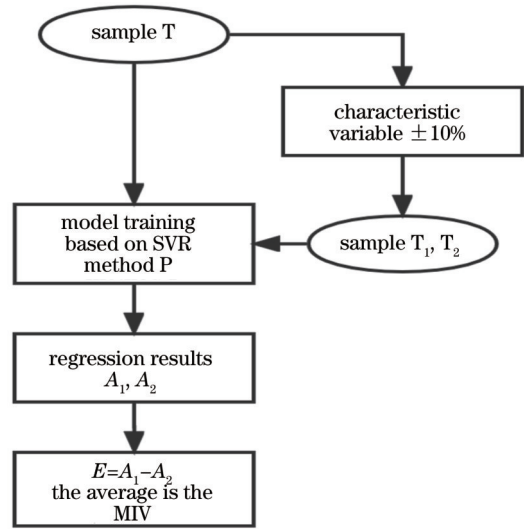 sample T
characteristic
variable ±10%
model training
based on SVR
method P
sample T₁, T₂
regression results
A₁, A₂
E=A₁−A₂
the average is the
MIV